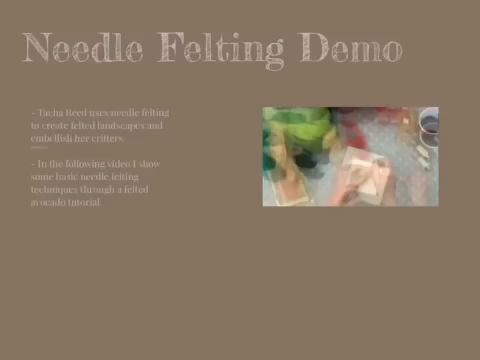 Needle Felting Demo
- Tacha Reed uses needle felting
to create felted landscapes and
embellish her critters.
- In the following video I show
some basic needle felting
techniques through a felted
avocado tutorial.